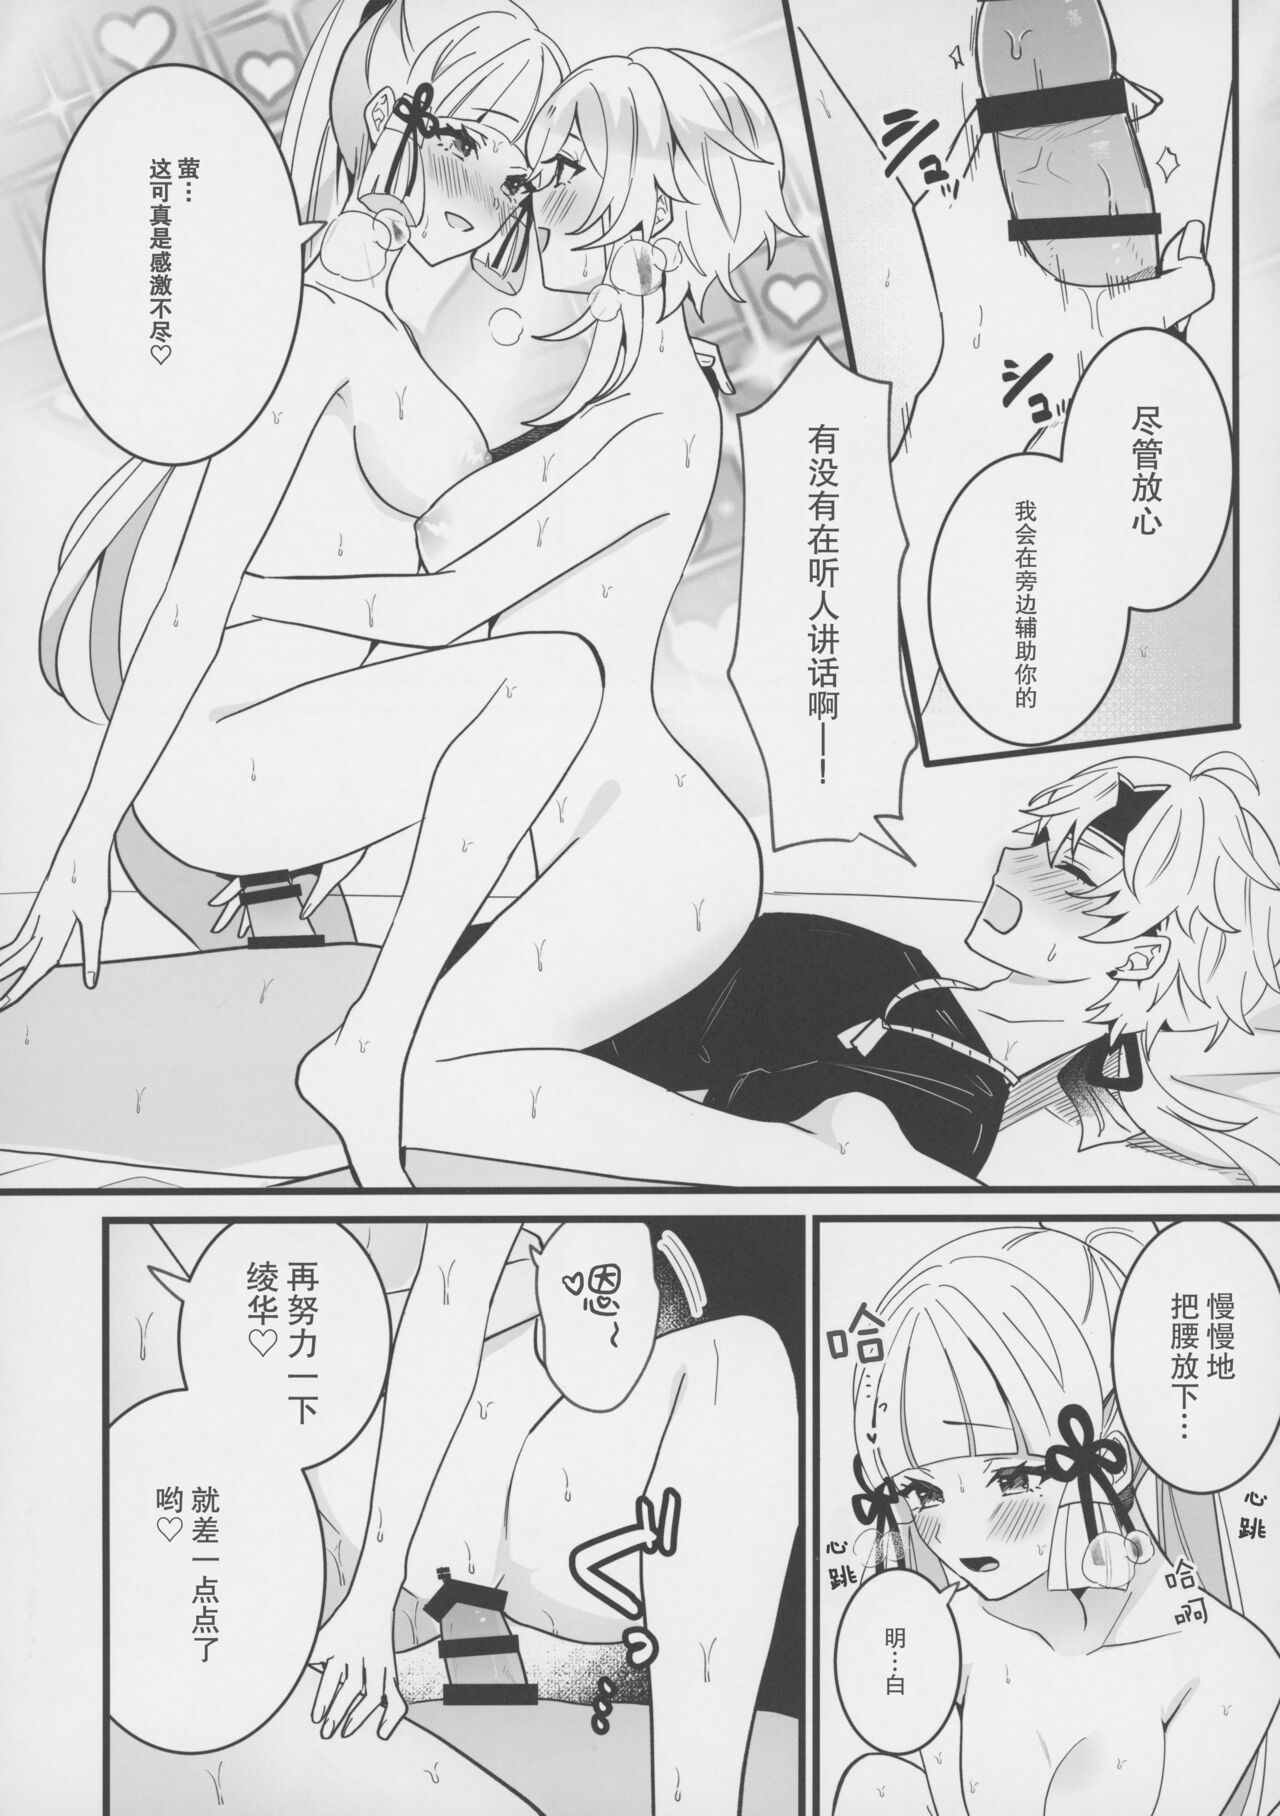 シュッ
シュッ
尽管放心
我会在旁边辅助你的
有没有在听人讲话啊——!
萤…
这可真是感激不尽♡
慢慢地
把腰放下…
哈
心跳
心跳
哈啊
明…白
嗯~
再努力一下
绫华♡
就差一点点了
哟♡